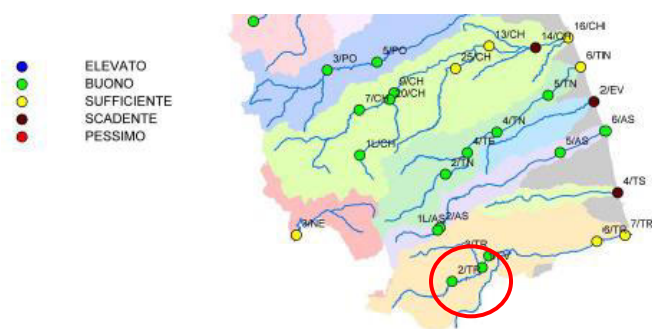 ELEVATO
BUONO
SUFFICIENTE
SCADENTE
PESSIMO
16/CHI
13/CH
14/CH
5/PO
3/PO
25/CH
6/TIN
9/CH
20/CH
7/CH
5/TN
2/EV
6/AS
4/TN
1L/CH
4/TE
5/AS
2/TN
4/TS
1L/AS
2/AS
3/NE
7/TR
6/TR
3/TR
2/TR